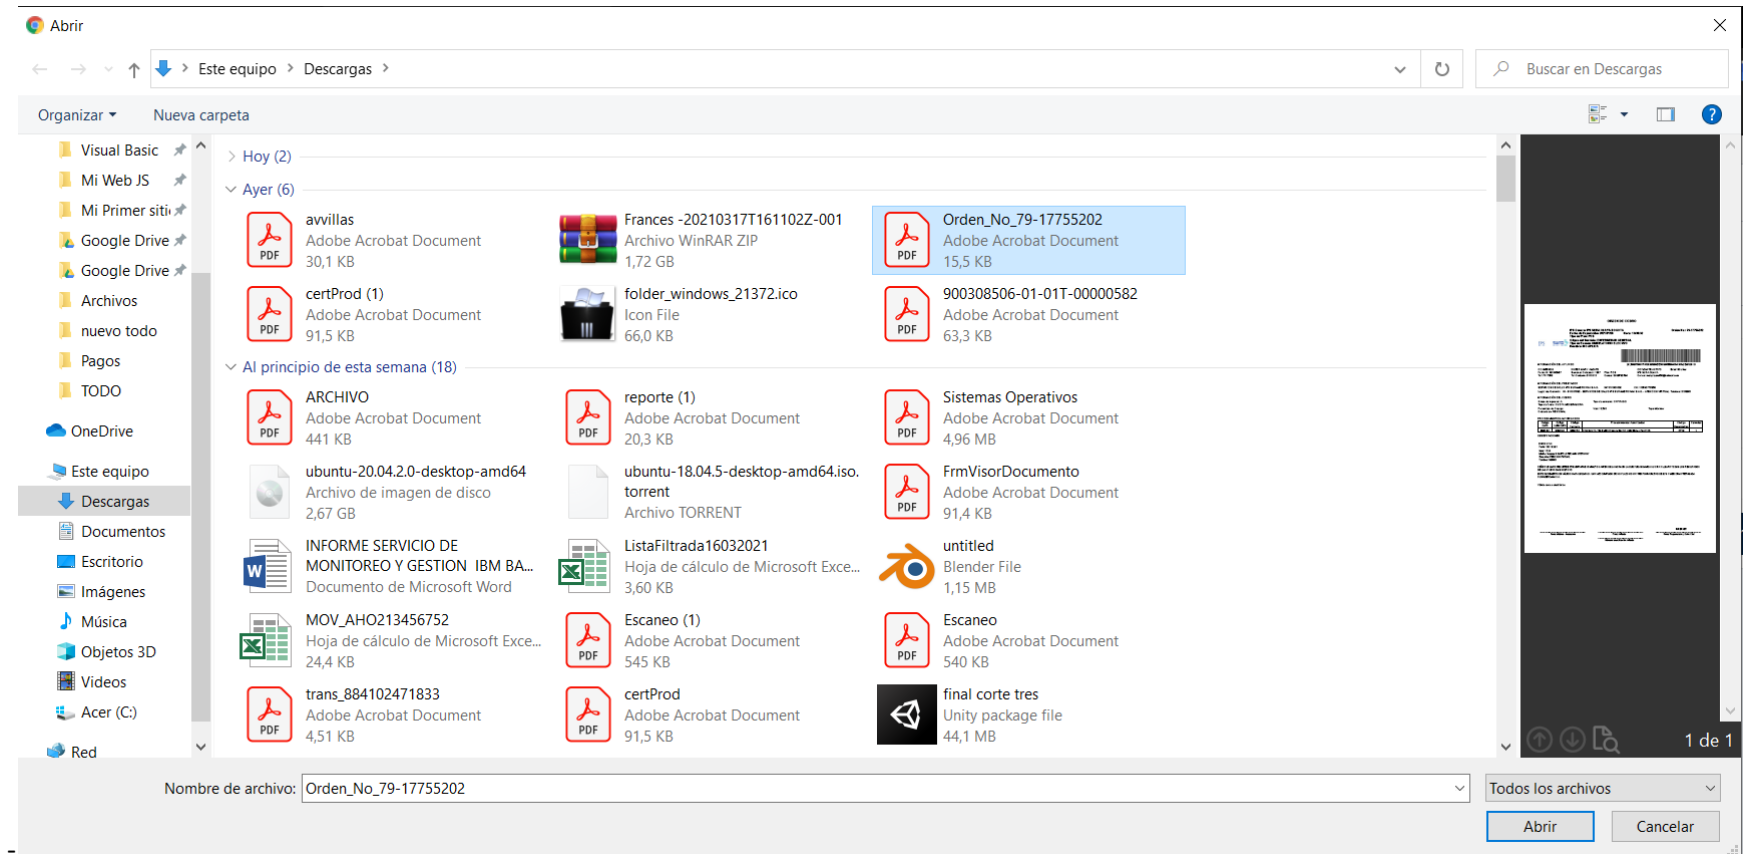 Abrir
Este equipo > Descargas >
Buscar en Descargas
Organizar
Nueva carpeta
Visual Basic
Mi Web JS
Mi Primer siti
Google Drive
Google Drive
Archivos
nuevo todo
Pagos
TODO
OneDrive
Este equipo
Descargas
Documentos
Escritorio
Imágenes
Música
Objetos 3D
Videos
Acer (C:)
Red
Hoy (2)
Ayer (6)
avvillas
Adobe Acrobat Document
30,1 KB
Frances -20210317T161102Z-001
Archivo WinRAR ZIP
1,72 GB
Orden_No_79-17755202
Adobe Acrobat Document
15,5 KB
certProd (1)
Adobe Acrobat Document
91,5 KB
folder_windows_21372.ico
Icon File
66,0 KB
900308506-01-01T-00000582
Adobe Acrobat Document
63,3 KB
Al principio de esta semana (18)
ARCHIVO
Adobe Acrobat Document
441 KB
reporte (1)
Adobe Acrobat Document
20,3 KB
Sistemas Operativos
Adobe Acrobat Document
4,96 MB
ubuntu-20.04.2.0-desktop-amd64
Archivo de imagen de disco
2,67 GB
ubuntu-18.04.5-desktop-amd64.iso.
torrent
Archivo TORRENT
FrmVisorDocumento
Adobe Acrobat Document
91,4 KB
INFORME SERVICIO DE
MONITOREO Y GESTION IBM BA...
Documento de Microsoft Word
ListaFiltrada16032021
Hoja de cálculo de Microsoft Exce...
3,60 KB
untitled
Blender File
1,15 MB
MOV_AHO213456752
Hoja de cálculo de Microsoft Exce...
24,4 KB
Escaneo (1)
Adobe Acrobat Document
545 KB
Escaneo
Adobe Acrobat Document
540 KB
trans_884102471833
Adobe Acrobat Document
4,51 KB
certProd
Adobe Acrobat Document
91,5 KB
final corte tres
Unity package file
44,1 MB
1 de 1
Nombre de archivo: Orden_No_79-17755202
Todos los archivos
Abrir
Cancelar